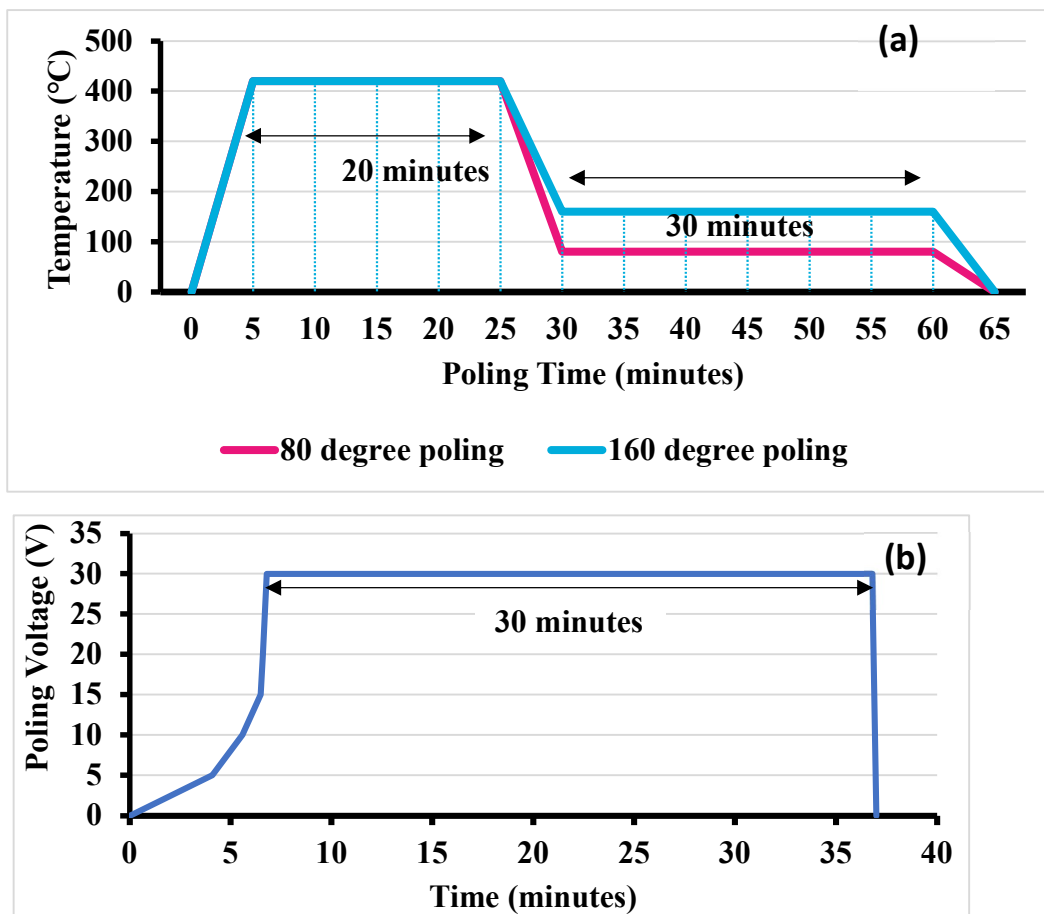 (a)
Temperature (°C)
500
400
300
200
100
0
20 minutes
30 minutes
0 5 10 15 20 25 30 35 40 45 50 55 60 65
Poling Time (minutes)
80 degree poling 160 degree poling
(b)
Poling Voltage (V)
35
30
25
20
15
10
5
0
30 minutes
0 5 10 15 20 25 30 35 40
Time (minutes)